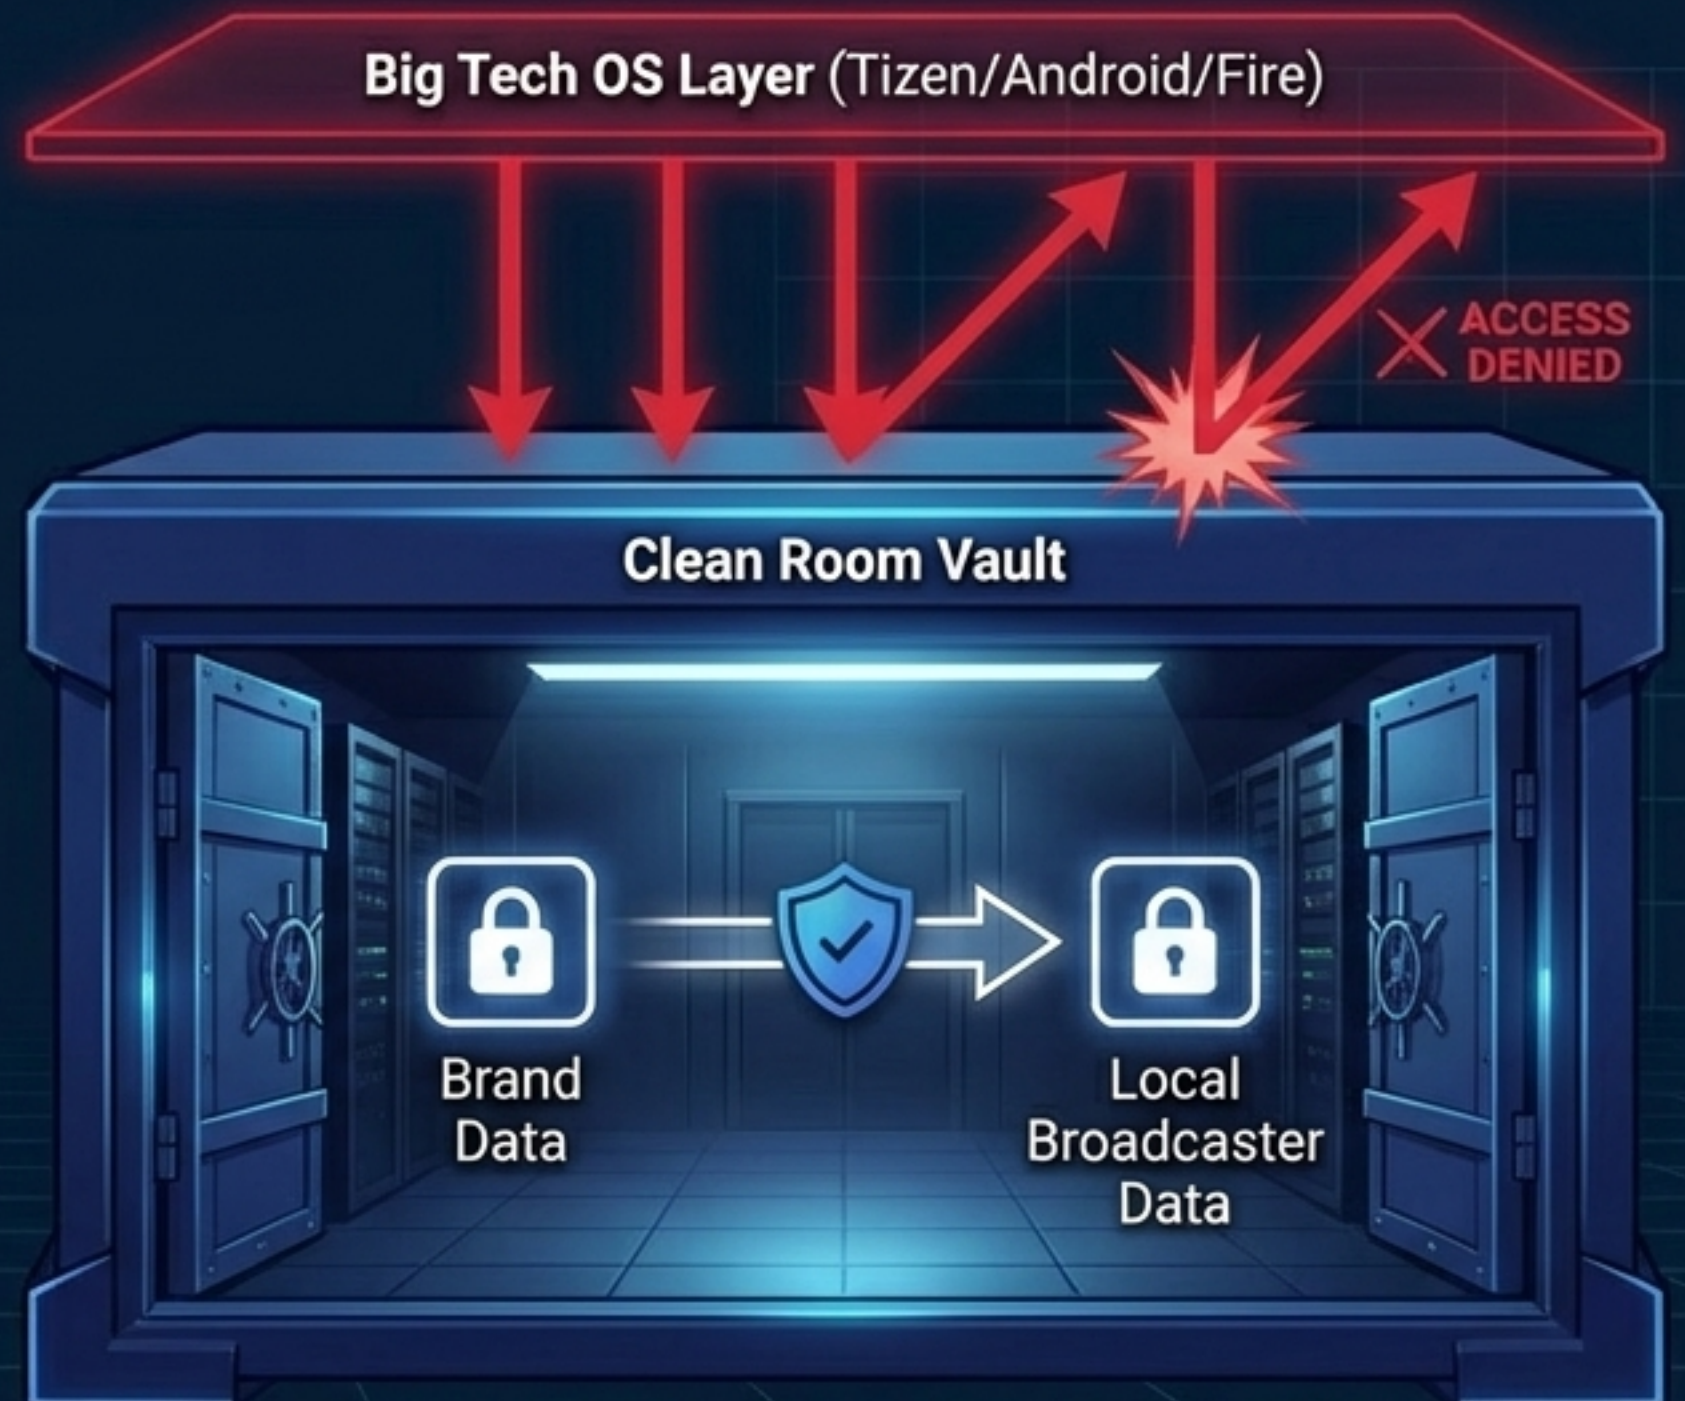 Big Tech OS Layer (Tizen/Android/Fire)
ACCESS
DENIED
Clean Room Vault
Brand
Data
Local
Broadcaster
Data